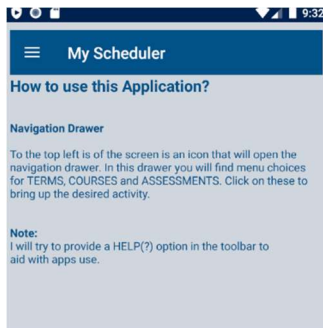 9:32
My Scheduler
How to use this Application?
Navigation Drawer
To the top left is of the screen is an icon that will open the
navigation drawer. In this drawer you will find menu choices
for TERMS, COURSES and ASSESSMENTS. Click on these to
bring up the desired activity.
Note:
I will try to provide a HELP(?) option in the toolbar to
aid with apps use.